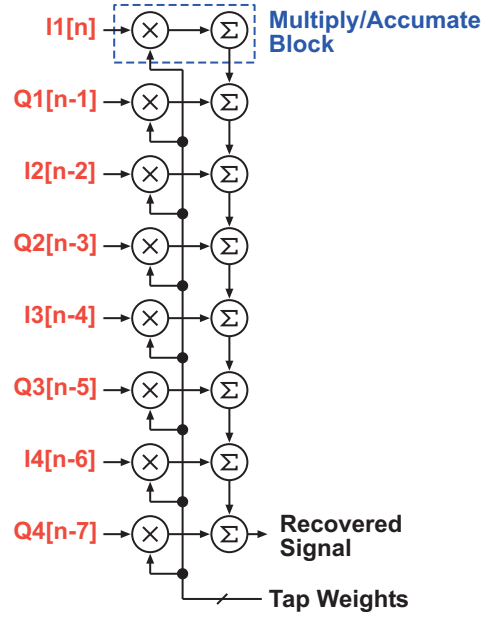 I1[n]
Multiply/Accumate
Block
Q1[n-1]
I2[n-2]
Q2[n-3]
I3[n-4]
Q3[n-5]
I4[n-6]
Q4[n-7]
Recovered
Signal
Tap Weights
× Σ
× Σ
× Σ
× Σ
× Σ
× Σ
× Σ
× Σ